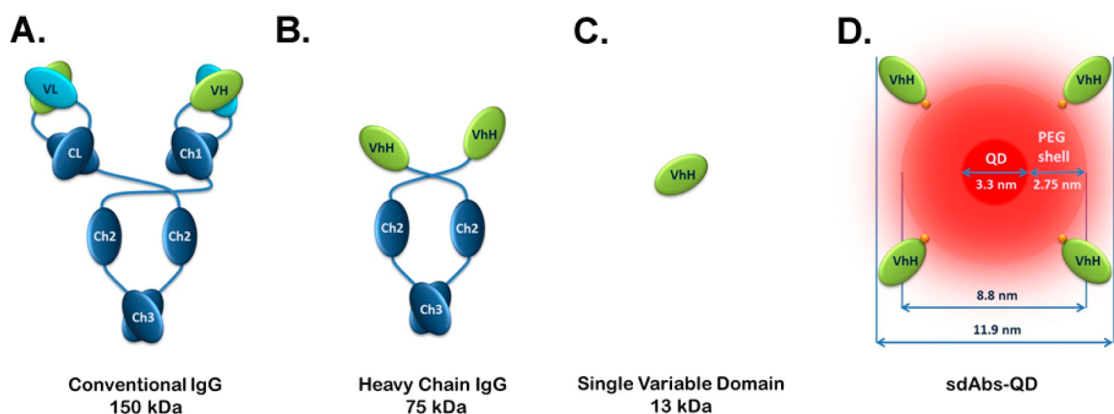 A.
B.
C.
D.
VL
VH
CL
Ch1
Ch2
Ch2
Ch3
Conventional IgG
150 kDa
VhH
VhH
Ch2
Ch2
Ch3
Heavy Chain IgG
75 kDa
VhH
Single Variable Domain
13 kDa
VhH
VhH
QD
3.3 nm
PEG
shell
2.75 nm
VhH
VhH
8.8 nm
11.9 nm
sdAbs-QD